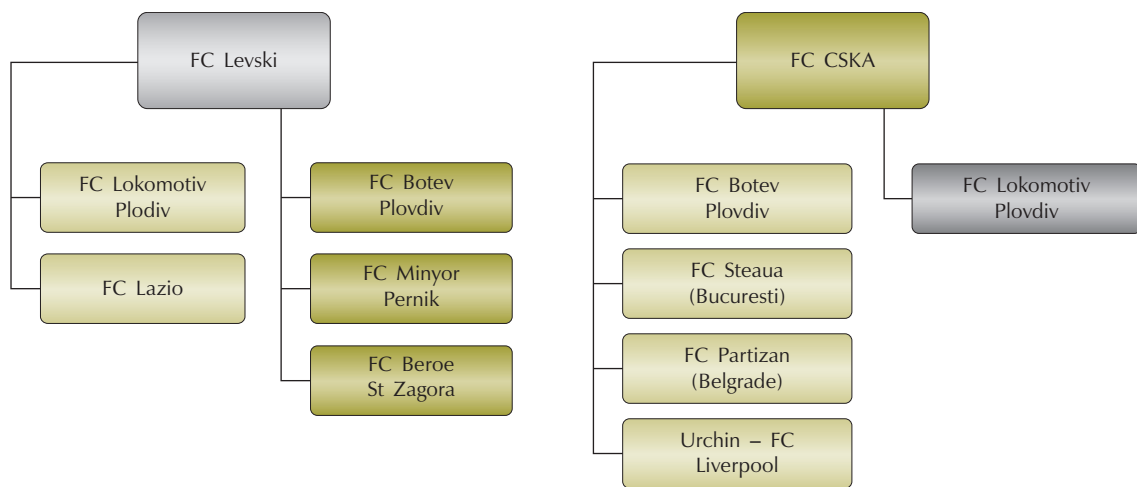 FC Levski
FC Lokomotiv
Plodiv
FC Lazio
FC Botev
Plovdiv
FC Minyor
Pernik
FC Beroe
St Zagora
FC CSKA
FC Botev
Plovdiv
FC Steaua
(Bucuresti)
FC Partizan
(Belgrade)
Urchin – FC
Liverpool
FC Lokomotiv
Plovdiv